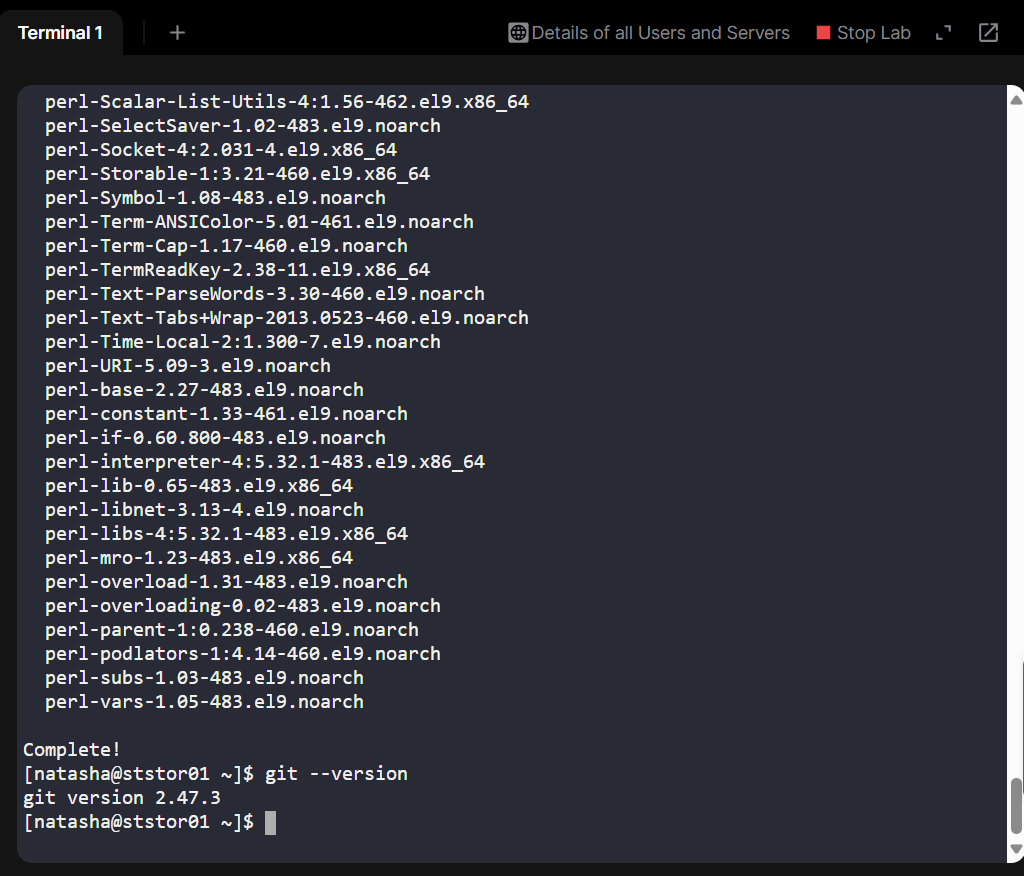 Terminal 1
+
Details of all Users and Servers
Stop Lab
perl-Scalar-List-Utils-4:1.56-462.el9.x86_64
perl-SelectSaver-1.02-483.el9.noarch
perl-Socket-4:2.031-4.el9.x86_64
perl-Storable-1:3.21-460.el9.x86_64
perl-Symbol-1.08-483.el9.noarch
perl-Term-ANSIColor-5.01-461.el9.noarch
perl-Term-Cap-1.17-460.el9.noarch
perl-TermReadKey-2.38-11.el9.x86_64
perl-Text-ParseWords-3.30-460.el9.noarch
perl-Text-Tabs+Wrap-2013.0523-460.el9.noarch
perl-Time-Local-2:1.300-7.el9.noarch
perl-URI-5.09-3.el9.noarch
perl-base-2.27-483.el9.noarch
perl-constant-1.33-461.el9.noarch
perl-if-0.60.800-483.el9.noarch
perl-interpreter-4:5.32.1-483.el9.x86_64
perl-lib-0.65-483.el9.x86_64
perl-libnet-3.13-4.el9.noarch
perl-libs-4:5.32.1-483.el9.x86_64
perl-mro-1.23-483.el9.x86_64
perl-overload-1.31-483.el9.noarch
perl-overloading-0.02-483.el9.noarch
perl-parent-1:0.238-460.el9.noarch
perl-podlators-1:4.14-460.el9.noarch
perl-subs-1.03-483.el9.noarch
perl-vars-1.05-483.el9.noarch
Complete!
[natasha@ststor01 ~]$ git --version
git version 2.47.3
[natasha@ststor01 ~]$